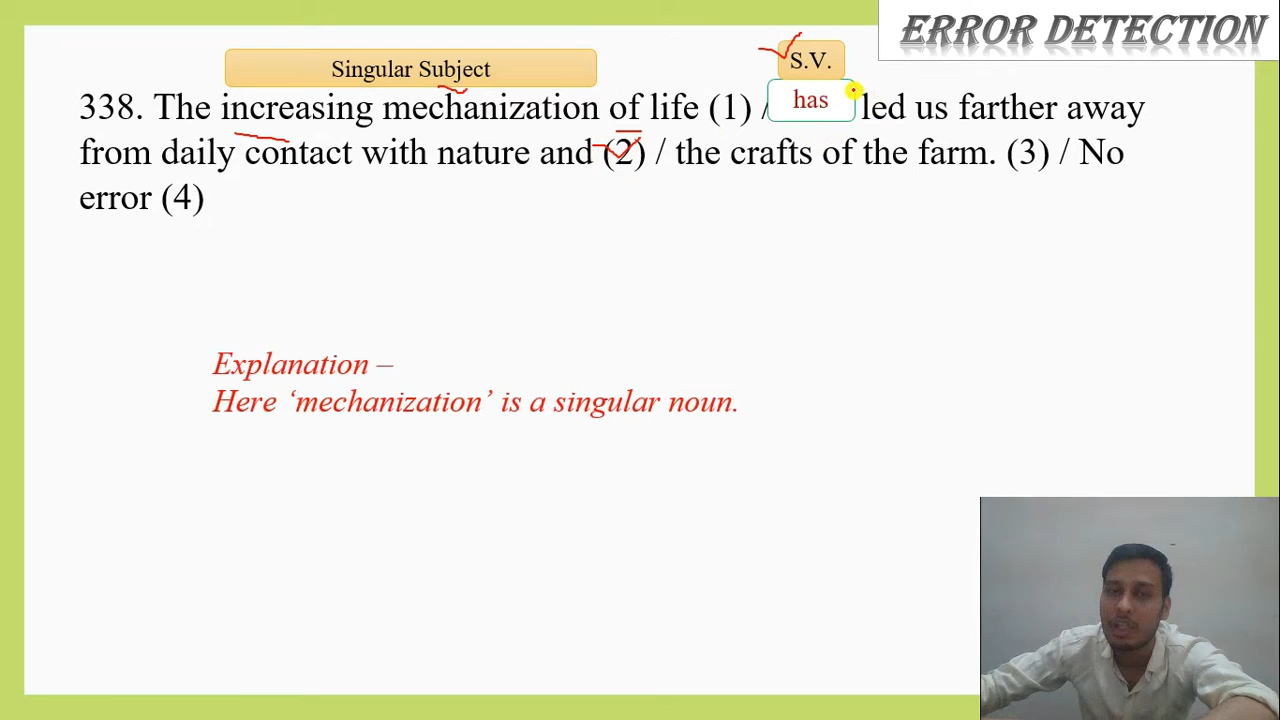 ERROR DETECTION
Singular Subject
S.V.
338. The increasing mechanization of life (1) / has led us farther away
from daily contact with nature and (2) / the crafts of the farm. (3) / No
error (4)
Explanation –
Here ‘mechanization’ is a singular noun.